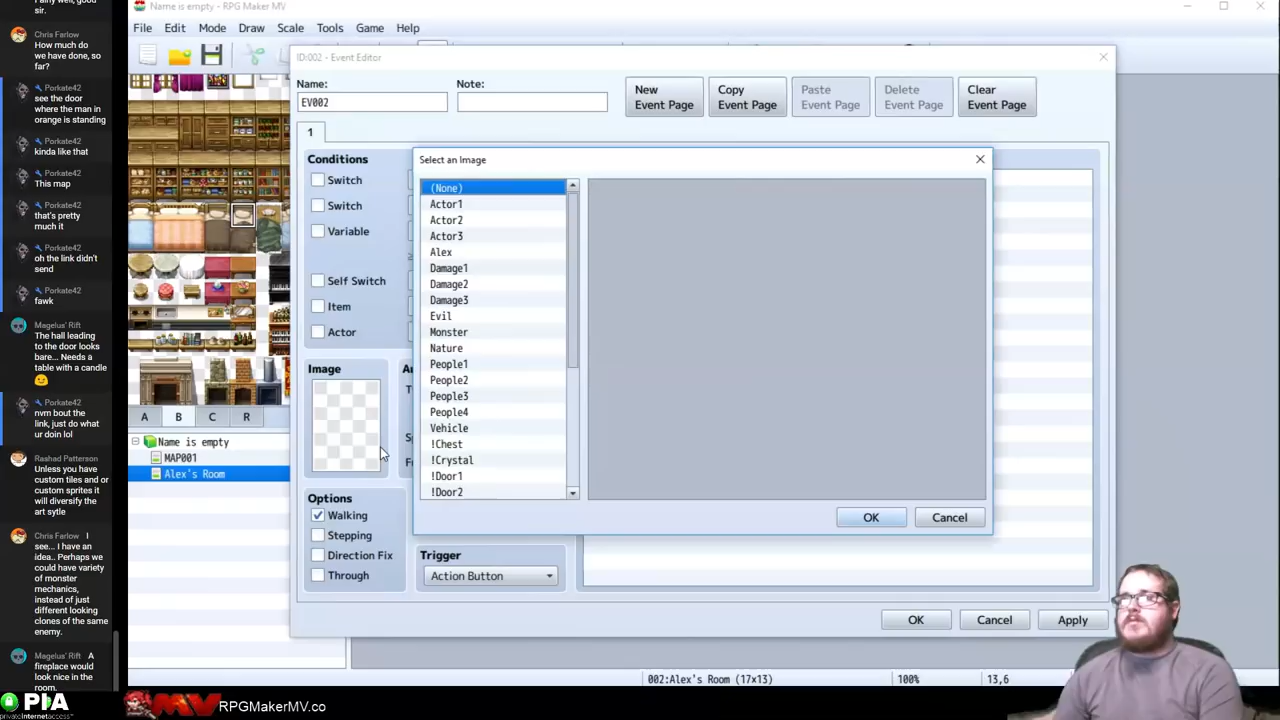 Fairly well, good
sir.
Chris Farlow
How much do
we have done, so
far?
Porkate42
see the door
where the man in
orange is standing
Porkate42
kinda like that
Porkate42
This map
Porkate42
that's pretty
much it
Porkate42
oh the link didn't
send
Porkate42
fawk
Magelus' Rift
The hall leading
to the door looks
bare... Needs a
table with a candle
Porkate42
nvm bout the
link, just do what
ur doin lol
Rashad Patterson
Unless you have
custom tiles and or
custom sprites it
will diversify the
art sytle
Chris Farlow I
see... I have an
idea.. Perhaps we
could have variety
of monster
mechanics,
instead of just
different looking
clones of the same
enemy.
Magelus' Rift A
fireplace would
look nice in the
room.
PIA
privateinternetaccess
Name is empty - RPG Maker MV
File Edit Mode Draw Scale Tools Game Help
A B C R
Name is empty
MAP001
Alex's Room
ID:002 - Event Editor
Name:
EV002
Note:
New
Event Page
Copy
Event Page
Paste
Event Page
Delete
Event Page
Clear
Event Page
1
Conditions
Switch
Switch
Variable
Self Switch
Item
Actor
Image
Options
Walking
Stepping
Direction Fix
Through
Trigger
Action Button
Select an Image
(None)
Actor1
Actor2
Actor3
Alex
Damage1
Damage2
Damage3
Evil
Monster
Nature
People1
People2
People3
People4
Vehicle
!Chest
!Crystal
!Door1
!Door2
OK Cancel
OK Cancel Apply
002:Alex's Room (17x13) 100% 13,6
MV RPGMakerMV.co